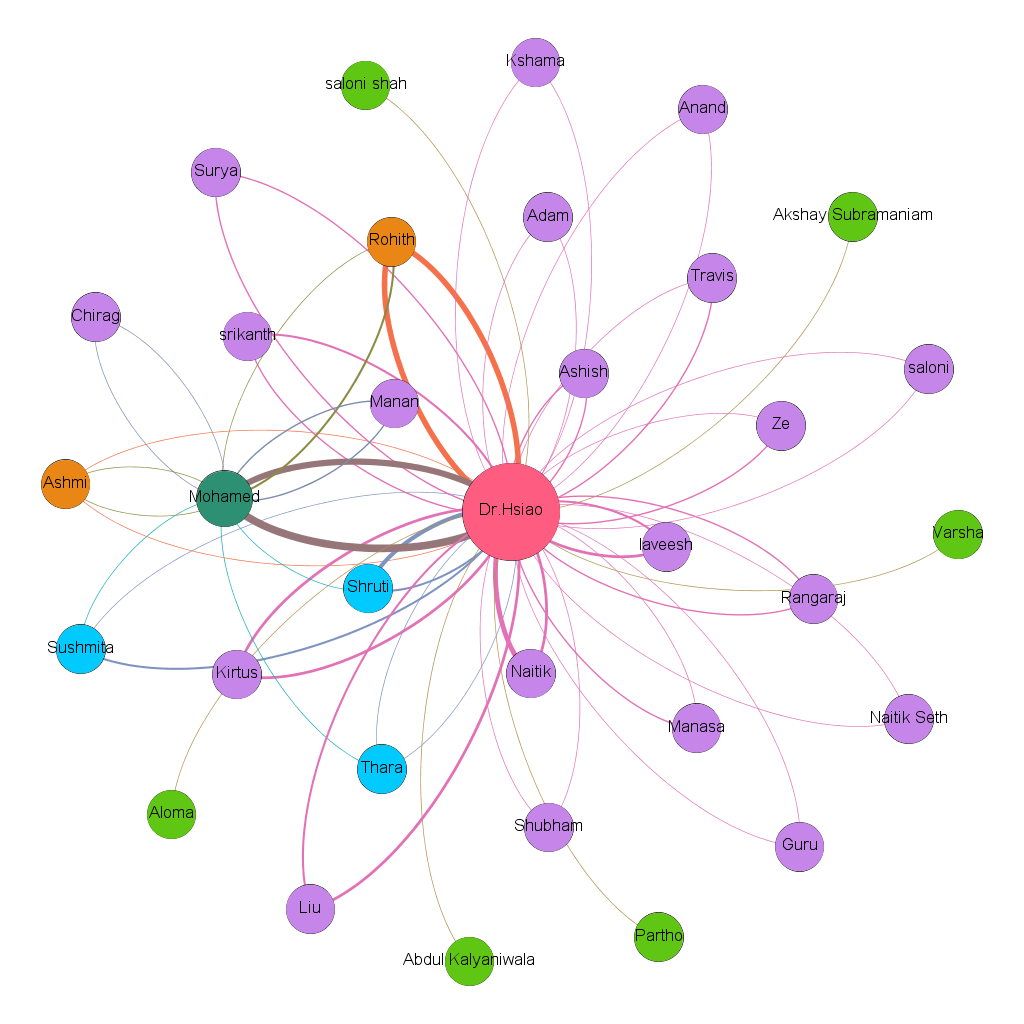 Kshama
saloni shah
Anand
Surya
Adam
Akshay Subramaniam
Rohith
Travis
Chirag
srikanth
Ashish
saloni
Manan
Ze
Ashmi
Mohamed
Dr.Hsiao
Varsha
laveesh
Shruti
Rangaraj
Sushmita
Kirtus
Naitik
Naitik Seth
Manasa
Thara
Aloma
Shubham
Guru
Liu
Partho
Abdul Kalyaniwala